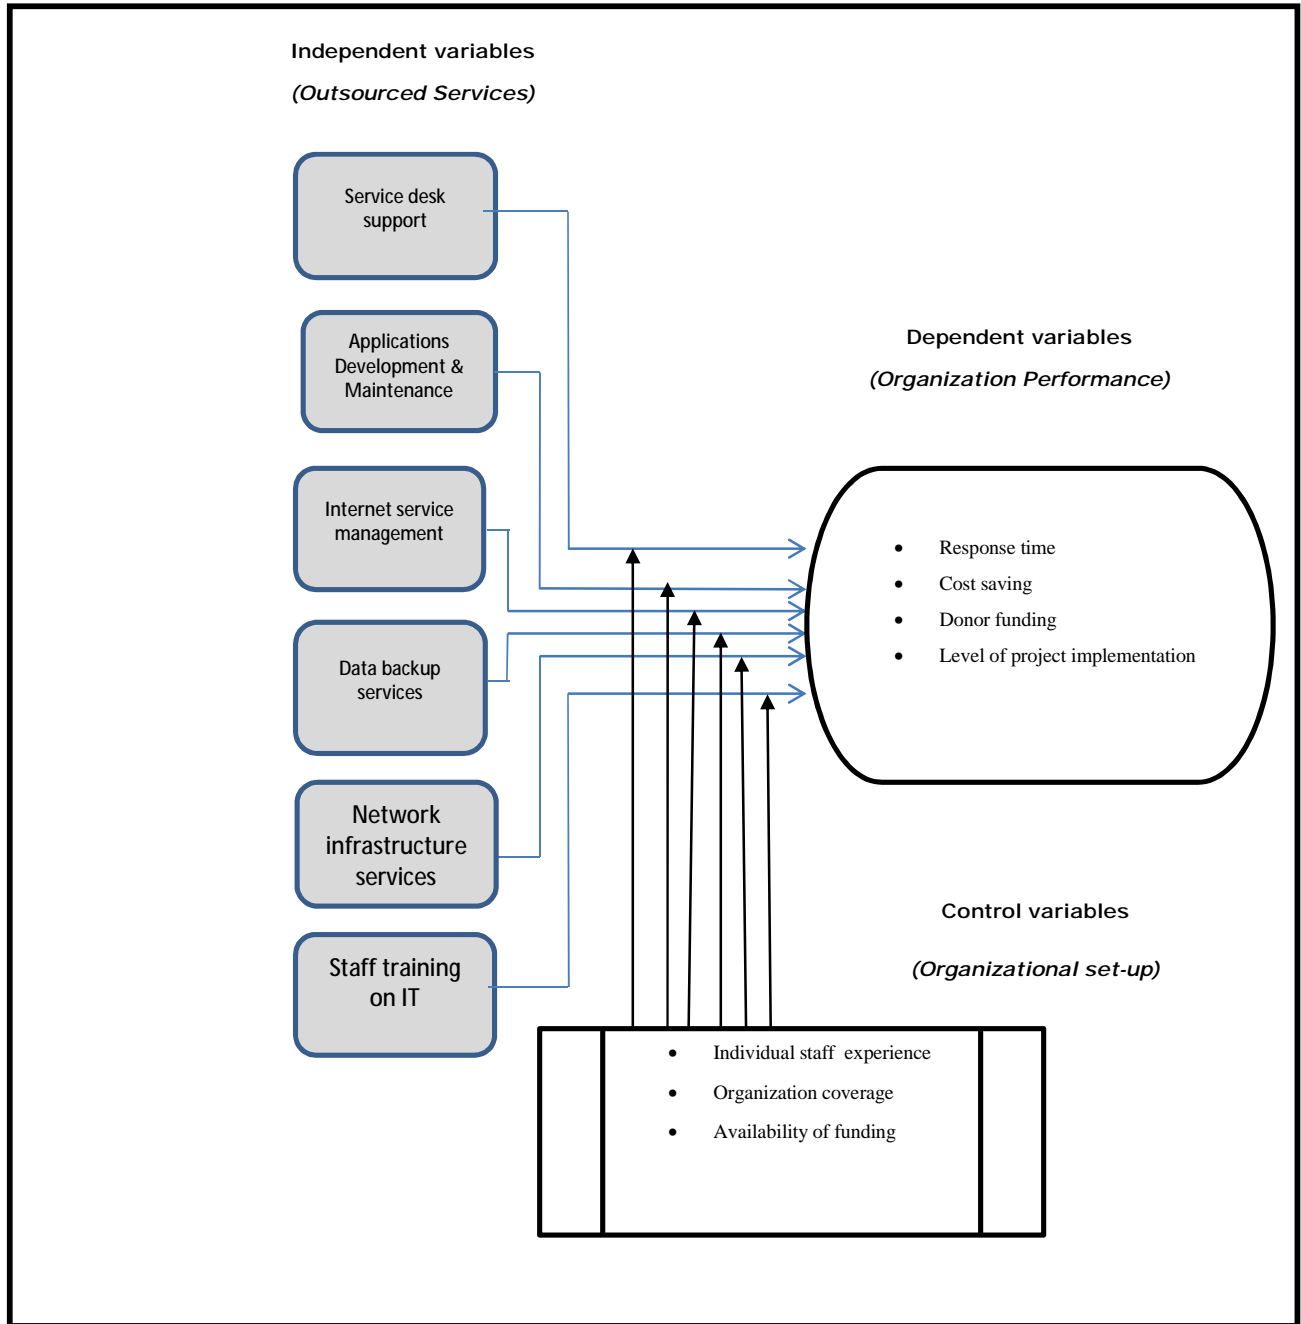 Independent variables
(Outsourced Services)
Service desk
support
Applications
Development &
Maintenance
Internet service
management
Data backup
services
Network
infrastructure
services
Staff training
on IT
Dependent variables
(Organization Performance)
• Response time
• Cost saving
• Donor funding
• Level of project implementation
Control variables
(Organizational set-up)
• Individual staff experience
• Organization coverage
• Availability of funding